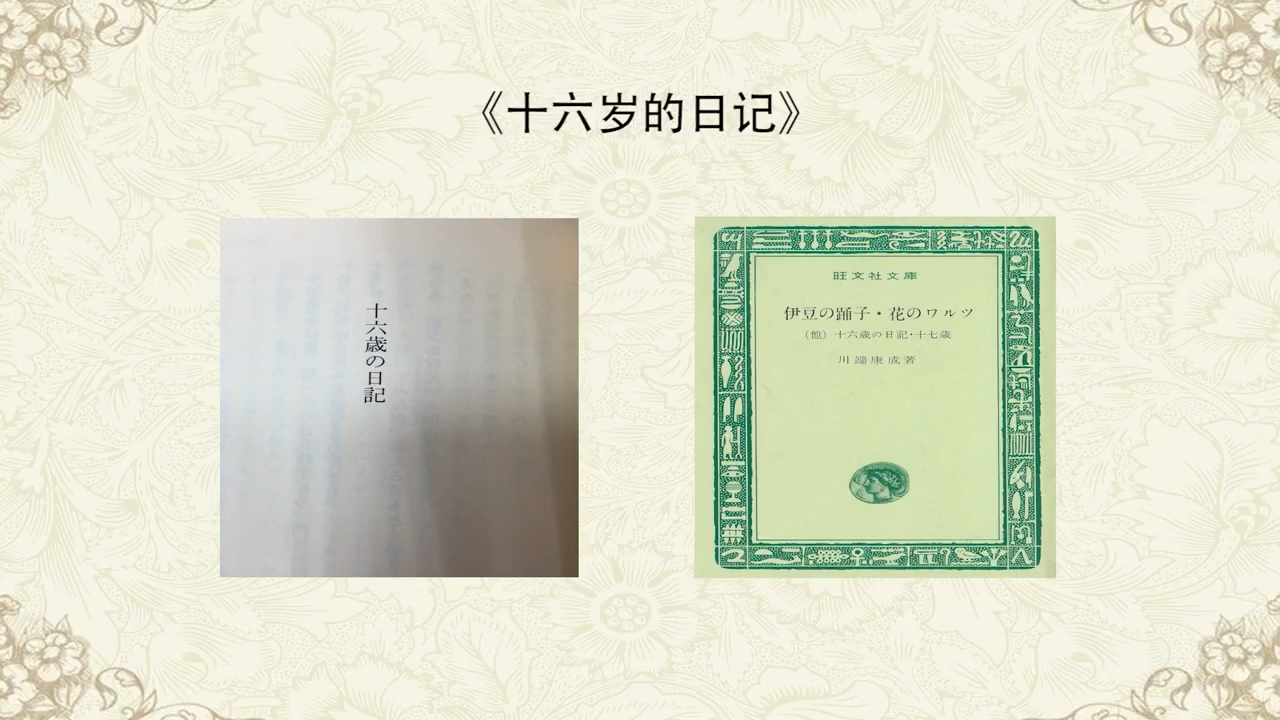 《十六岁的日记》
十六歳の日記
旺文社文庫
伊豆の踊子・花のワルツ
（他）十六歳の日記・十七歳
川端康成著